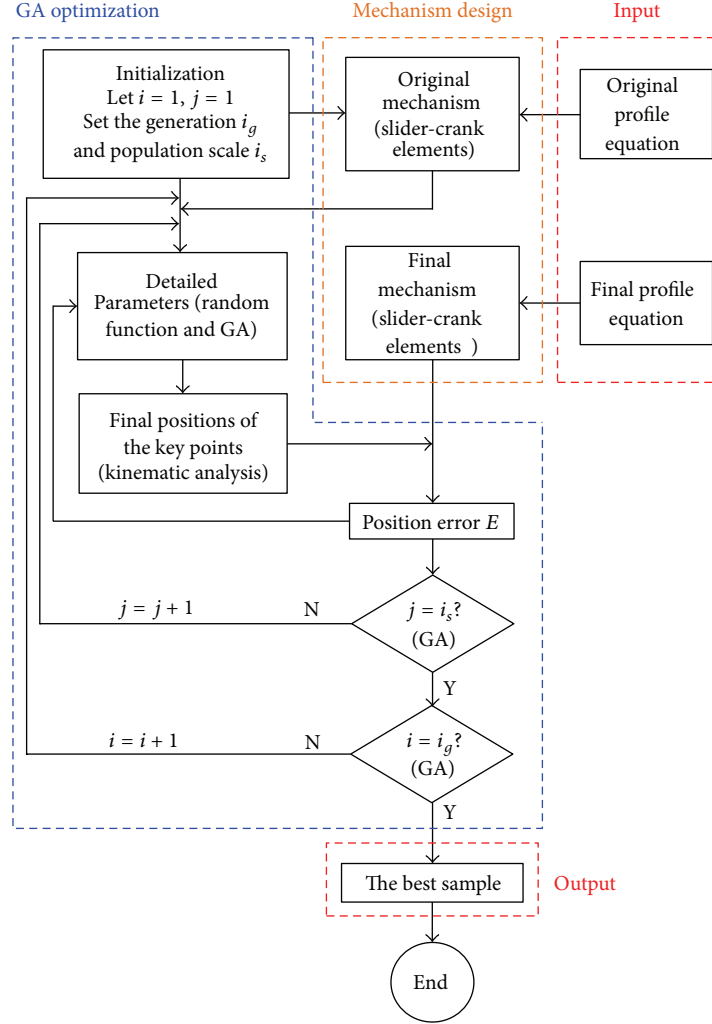 GA optimization
Mechanism design
Input
Initialization
Let i = 1, j = 1
Set the generation i_g
and population scale i_s
Original
mechanism
(slider-crank
elements)
Original
profile
equation
Detailed
Parameters (random
function and GA)
Final
mechanism
(slider-crank
elements )
Final profile
equation
Final positions of
the key points
(kinematic analysis)
Position error E
j = j + 1
N
j = i_s?
(GA)
Y
i = i + 1
N
i = i_g?
(GA)
Y
The best sample
Output
End